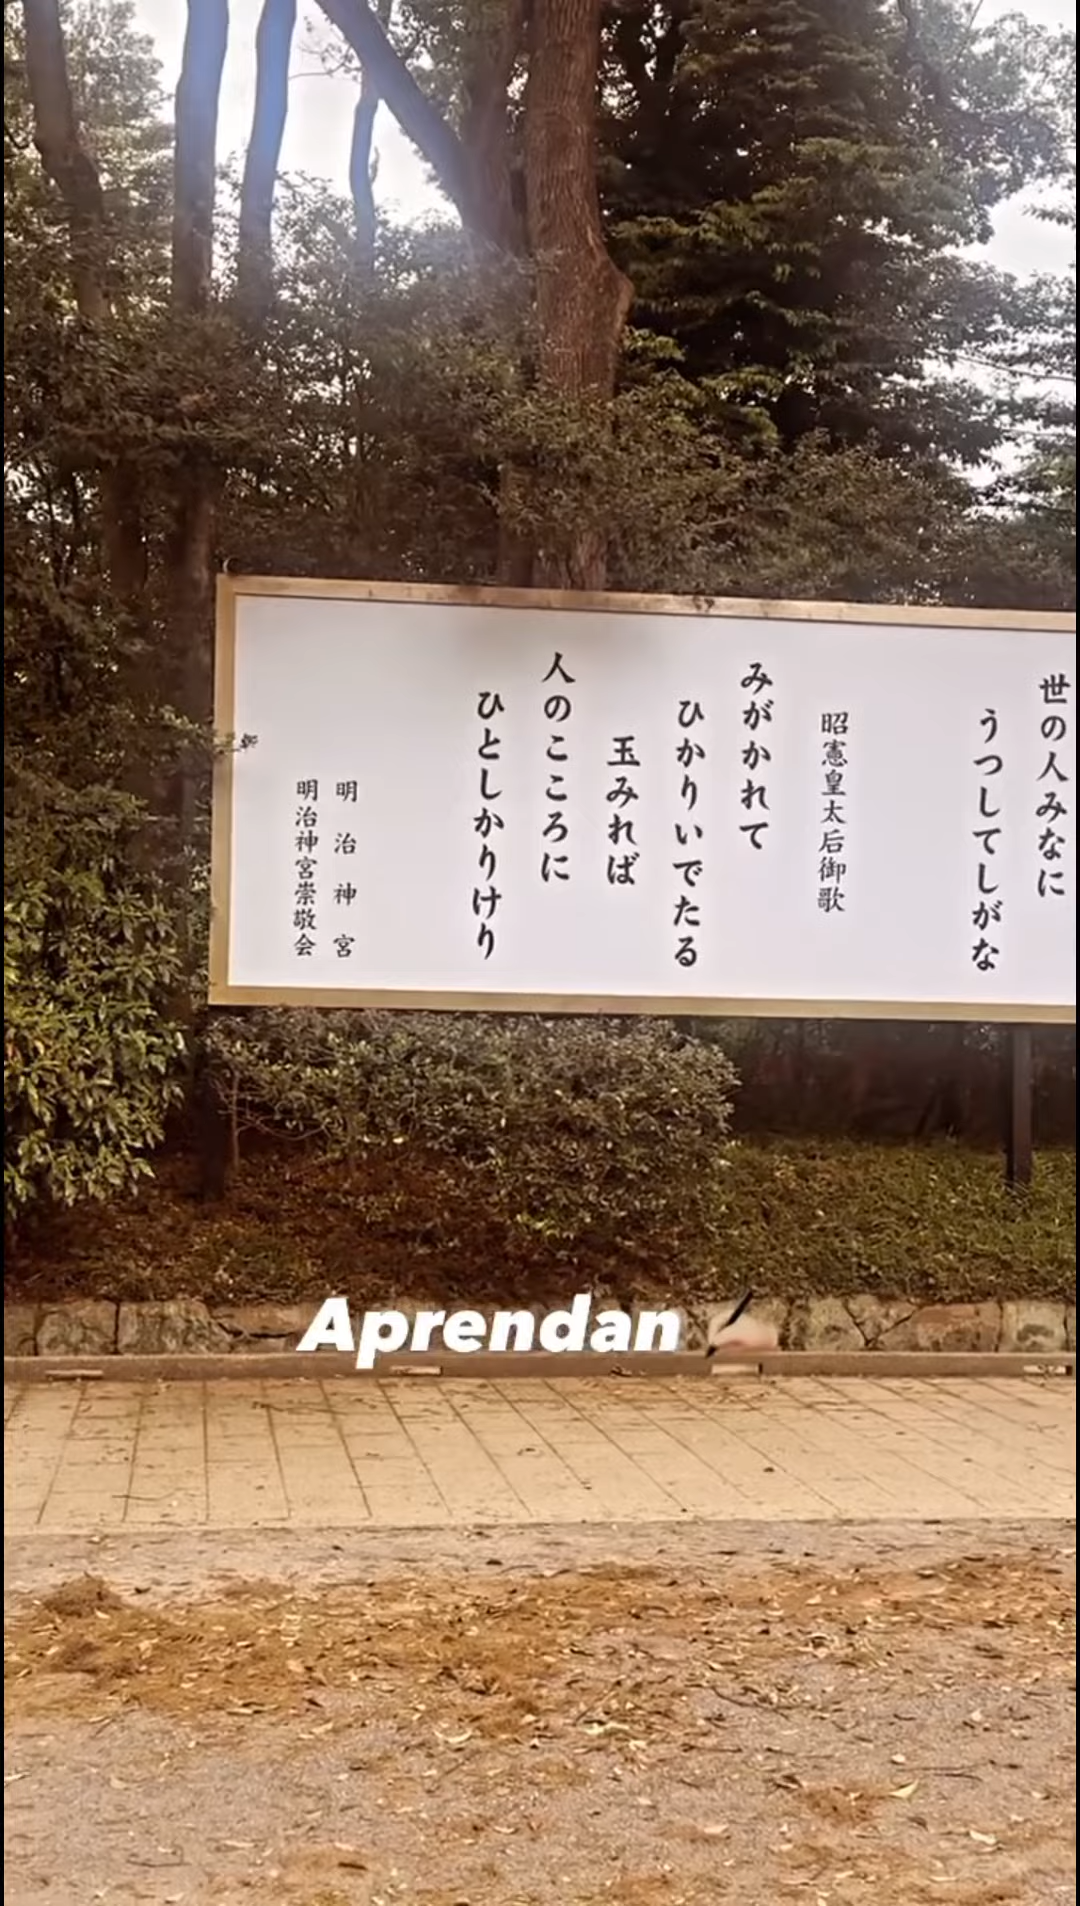 世の人みなに
うつしてしがな
昭憲皇太后御歌
みがかれて
ひかりいでたる
玉みれば
人のこころに
ひとしかりけり
明治神宮
明治神宮崇敬会
Aprendan